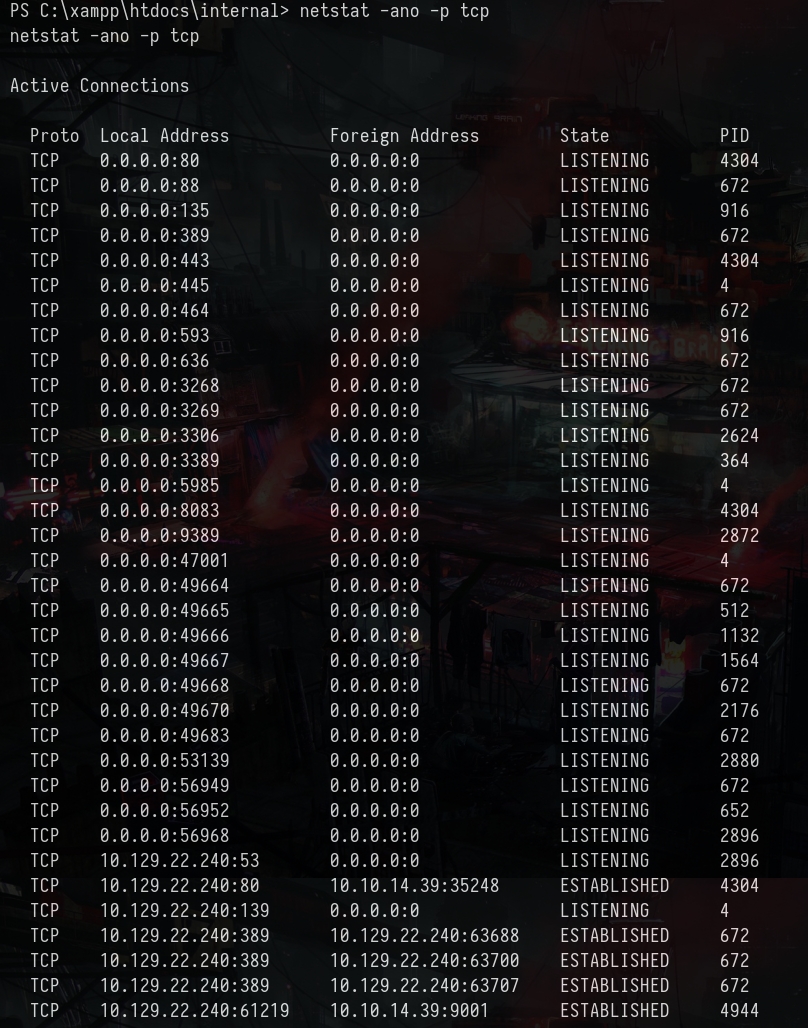 PS C:\xampp\htdocs\internal> netstat -ano -p tcp
netstat -ano -p tcp
Active Connections
Proto Local Address Foreign Address State PID
TCP 0.0.0.0:80 0.0.0.0:0 LISTENING 4304
TCP 0.0.0.0:88 0.0.0.0:0 LISTENING 672
TCP 0.0.0.0:135 0.0.0.0:0 LISTENING 916
TCP 0.0.0.0:389 0.0.0.0:0 LISTENING 672
TCP 0.0.0.0:443 0.0.0.0:0 LISTENING 4304
TCP 0.0.0.0:445 0.0.0.0:0 LISTENING 4
TCP 0.0.0.0:464 0.0.0.0:0 LISTENING 672
TCP 0.0.0.0:593 0.0.0.0:0 LISTENING 916
TCP 0.0.0.0:636 0.0.0.0:0 LISTENING 672
TCP 0.0.0.0:3268 0.0.0.0:0 LISTENING 672
TCP 0.0.0.0:3269 0.0.0.0:0 LISTENING 672
TCP 0.0.0.0:3306 0.0.0.0:0 LISTENING 2624
TCP 0.0.0.0:3389 0.0.0.0:0 LISTENING 364
TCP 0.0.0.0:5985 0.0.0.0:0 LISTENING 4
TCP 0.0.0.0:8083 0.0.0.0:0 LISTENING 4304
TCP 0.0.0.0:9389 0.0.0.0:0 LISTENING 2872
TCP 0.0.0.0:47001 0.0.0.0:0 LISTENING 4
TCP 0.0.0.0:49664 0.0.0.0:0 LISTENING 672
TCP 0.0.0.0:49665 0.0.0.0:0 LISTENING 512
TCP 0.0.0.0:49666 0.0.0.0:0 LISTENING 1132
TCP 0.0.0.0:49667 0.0.0.0:0 LISTENING 1564
TCP 0.0.0.0:49668 0.0.0.0:0 LISTENING 672
TCP 0.0.0.0:49670 0.0.0.0:0 LISTENING 2176
TCP 0.0.0.0:49683 0.0.0.0:0 LISTENING 672
TCP 0.0.0.0:53139 0.0.0.0:0 LISTENING 2880
TCP 0.0.0.0:56949 0.0.0.0:0 LISTENING 672
TCP 0.0.0.0:56952 0.0.0.0:0 LISTENING 652
TCP 0.0.0.0:56968 0.0.0.0:0 LISTENING 2896
TCP 10.129.22.240:53 0.0.0.0:0 LISTENING 2896
TCP 10.129.22.240:80 10.10.14.39:35248 ESTABLISHED 4304
TCP 10.129.22.240:139 0.0.0.0:0 LISTENING 4
TCP 10.129.22.240:389 10.129.22.240:63688 ESTABLISHED 672
TCP 10.129.22.240:389 10.129.22.240:63700 ESTABLISHED 672
TCP 10.129.22.240:389 10.129.22.240:63707 ESTABLISHED 672
TCP 10.129.22.240:61219 10.10.14.39:9001 ESTABLISHED 4944